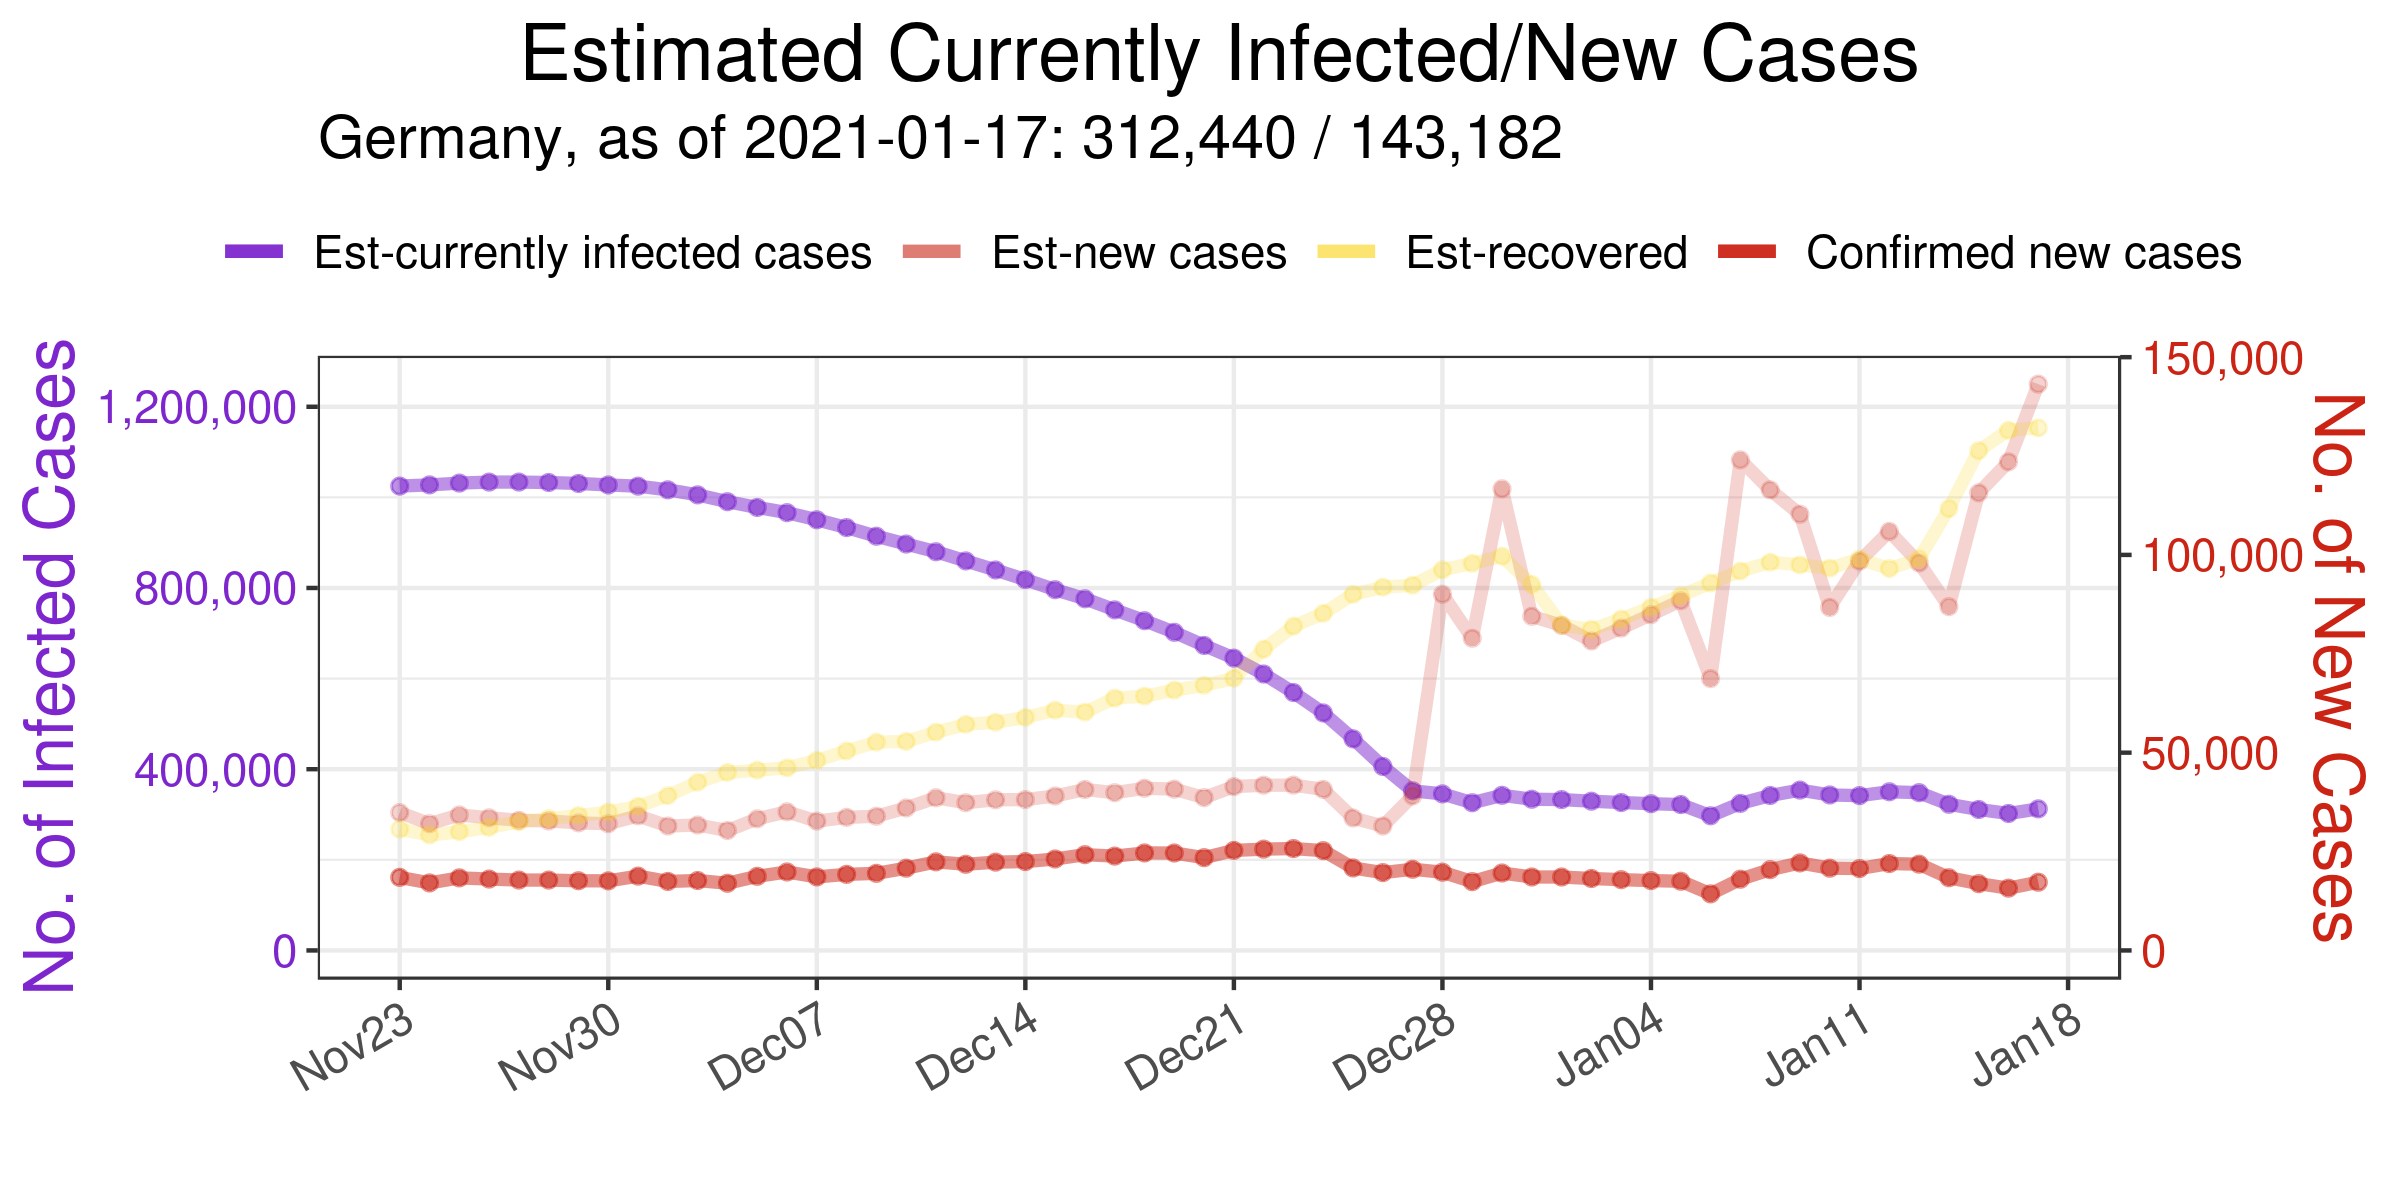 Estimated Currently Infected/New Cases
Germany, as of 2021-01-17: 312,440 / 143,182
Est-currently infected cases Est-new cases Est-recovered Confirmed new cases
No. of Infected Cases
1,200,000
800,000
400,000
0
150,000
100,000
50,000
0
No. of New Cases
Nov23 Nov30 Dec07 Dec14 Dec21 Dec28 Jan04 Jan11 Jan18